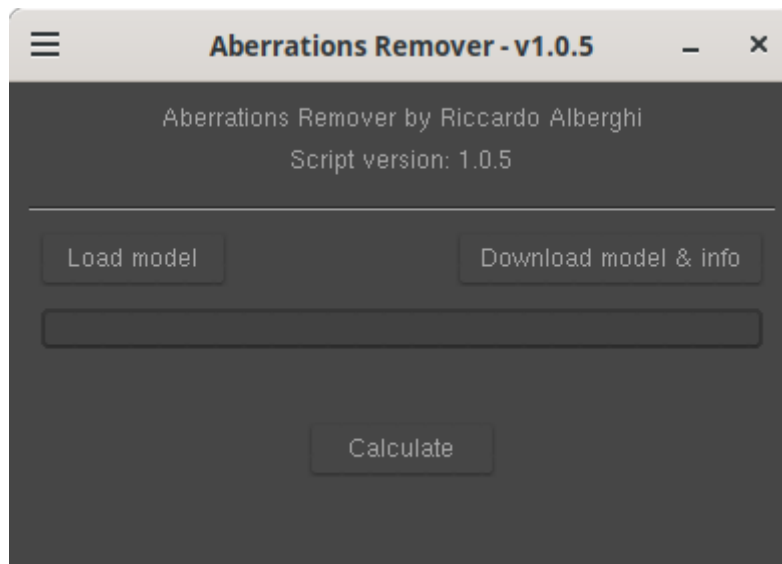 Aberrations Remover - v1.0.5
Aberrations Remover by Riccardo Alberghi
Script version: 1.0.5
Load model
Download model & info
Calculate